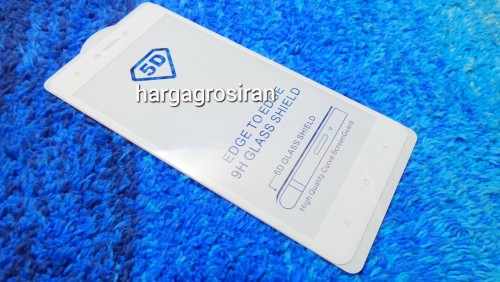 5D
hargagrosiran
EDGE TO EDGE
9H GLASS SHIELD
5D GLASS SHIELD
High Quality Curve ScreenGuard